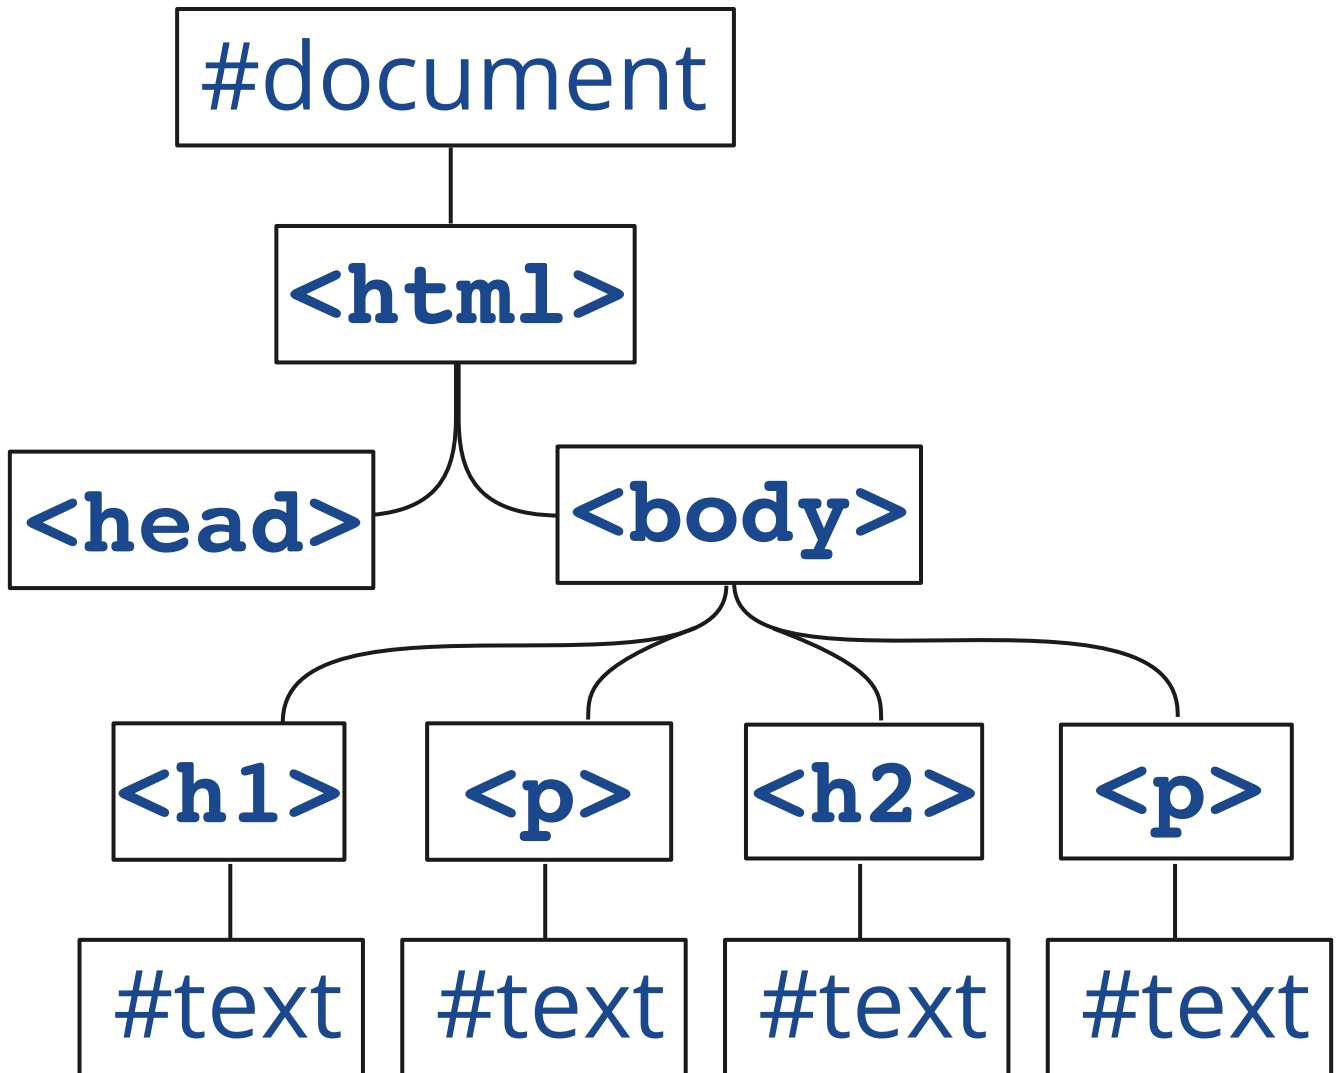 #document
<html>
<head>
<body>
<h1>
<p>
<h2>
<p>
#text
#text
#text
#text